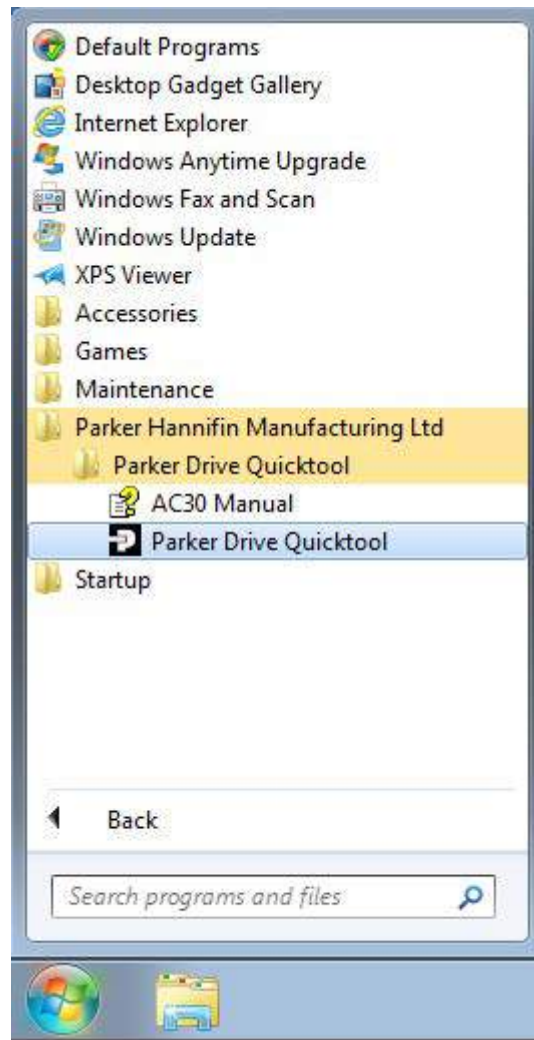 Default Programs
Desktop Gadget Gallery
Internet Explorer
Windows Anytime Upgrade
Windows Fax and Scan
Windows Update
XPS Viewer
Accessories
Games
Maintenance
Parker Hannifin Manufacturing Ltd
Parker Drive Quicktool
AC30 Manual
Parker Drive Quicktool
Startup
Back
Search programs and files